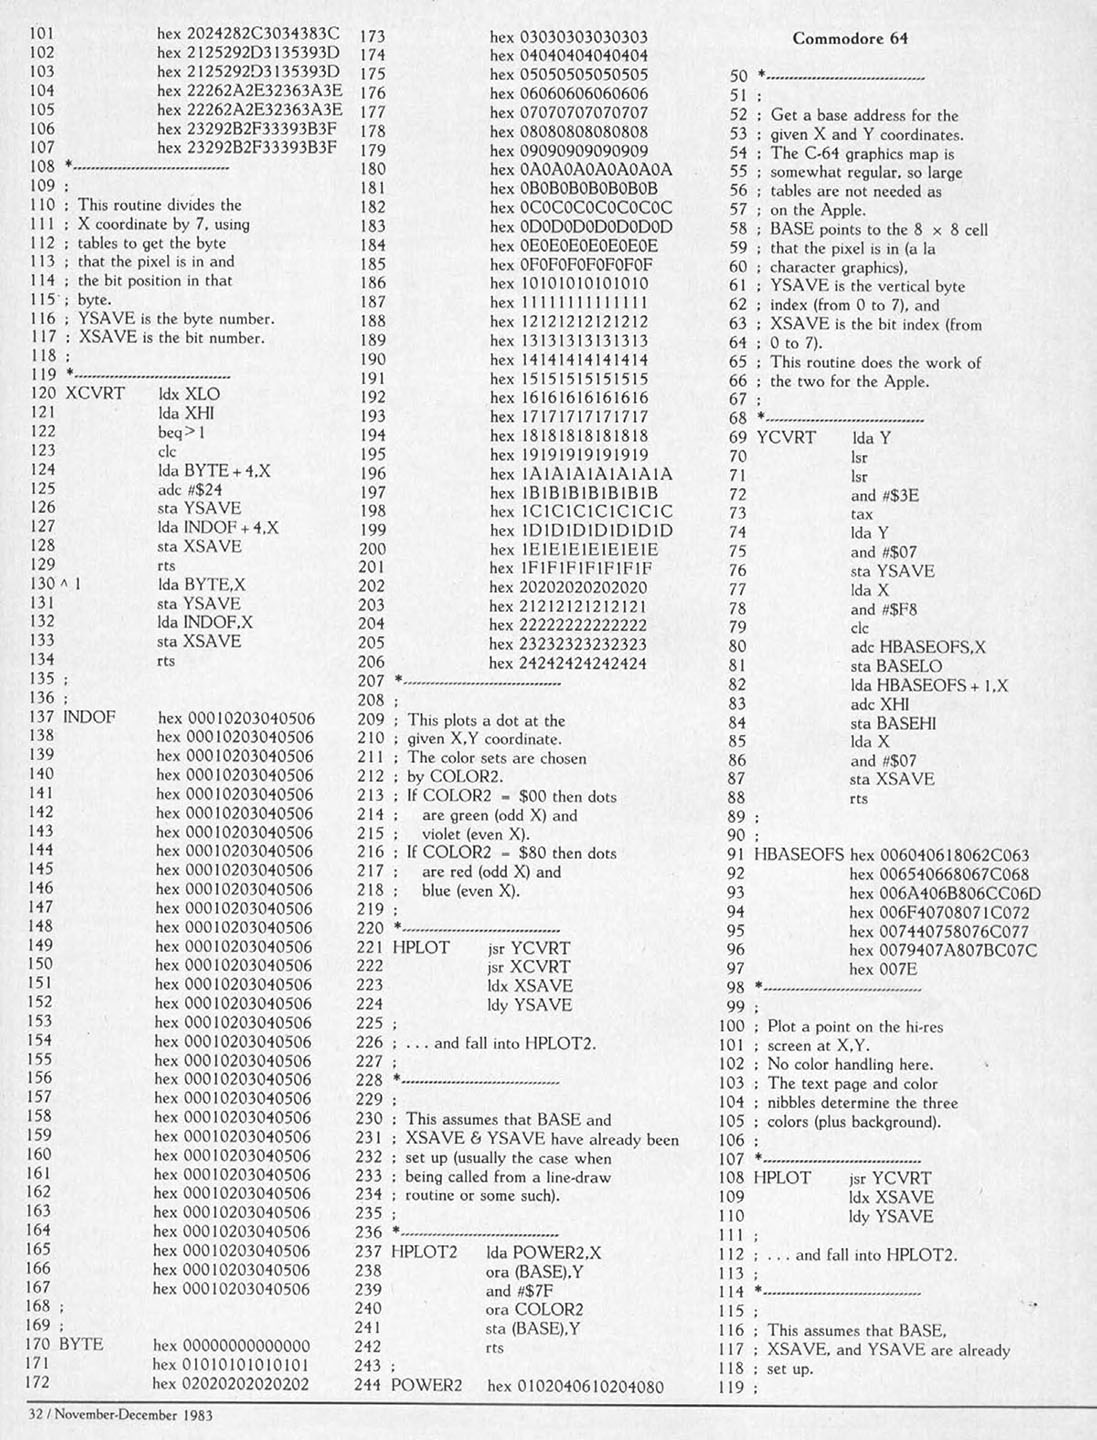 101 hex 2024282C3034383C
102 hex 2125292D3135393D
103 hex 2125292D3135393D
104 hex 22262A2E32363A3E
105 hex 22262A2E32363A3E
106 hex 23292B2F33393B3F
107 hex 23292B2F33393B3F
108 *--------------------------------
109 ;
110 ; This routine divides the
111 ; X coordinate by 7, using
112 ; tables to get the byte
113 ; that the pixel is in and
114 ; the bit position in that
115 ; byte.
116 ; YSAVE is the byte number.
117 ; XSAVE is the bit number.
118 ;
119 *--------------------------------
120 XCVRT ldx XLO
121 lda XHI
122 beq > 1
123 clc
124 lda BYTE + 4,X
125 adc #$24
126 sta YSAVE
127 lda INDOF + 4,X
128 sta XSAVE
129 rts
130 ^ 1 lda BYTE,X
131 sta YSAVE
132 lda INDOF,X
133 sta XSAVE
134 rts
135 ;
136 ;
137 INDOF hex 00010203040506
138 hex 00010203040506
139 hex 00010203040506
140 hex 00010203040506
141 hex 00010203040506
142 hex 00010203040506
143 hex 00010203040506
144 hex 00010203040506
145 hex 00010203040506
146 hex 00010203040506
147 hex 00010203040506
148 hex 00010203040506
149 hex 00010203040506
150 hex 00010203040506
151 hex 00010203040506
152 hex 00010203040506
153 hex 00010203040506
154 hex 00010203040506
155 hex 00010203040506
156 hex 00010203040506
157 hex 00010203040506
158 hex 00010203040506
159 hex 00010203040506
160 hex 00010203040506
161 hex 00010203040506
162 hex 00010203040506
163 hex 00010203040506
164 hex 00010203040506
165 hex 00010203040506
166 hex 00010203040506
167 hex 00010203040506
168 ;
169 ;
170 BYTE hex 00000000000000
171 hex 01010101010101
172 hex 02020202020202
173 hex 03030303030303
174 hex 04040404040404
175 hex 05050505050505
176 hex 06060606060606
177 hex 07070707070707
178 hex 08080808080808
179 hex 09090909090909
180 hex 0A0A0A0A0A0A0A
181 hex 0B0B0B0B0B0B0B
182 hex 0C0C0C0C0C0C0C
183 hex 0D0D0D0D0D0D0D
184 hex 0E0E0E0E0E0E0E
185 hex 0F0F0F0F0F0F0F
186 hex 10101010101010
187 hex 11111111111111
188 hex 12121212121212
189 hex 13131313131313
190 hex 14141414141414
191 hex 15151515151515
192 hex 16161616161616
193 hex 17171717171717
194 hex 18181818181818
195 hex 19191919191919
196 hex 1A1A1A1A1A1A1A
197 hex 1B1B1B1B1B1B1B
198 hex 1C1C1C1C1C1C1C
199 hex 1D1D1D1D1D1D1D
200 hex 1E1E1E1E1E1E1E
201 hex 1F1F1F1F1F1F1F
202 hex 20202020202020
203 hex 21212121212121
204 hex 22222222222222
205 hex 23232323232323
206 hex 24242424242424
207 *--------------------------------
208 ;
209 ; This plots a dot at the
210 ; given X,Y coordinate.
211 ; The color sets are chosen
212 ; by COLOR2.
213 ; If COLOR2 = $00 then dots
214 ; are green (odd X) and
215 ; violet (even X).
216 ; If COLOR2 = $80 then dots
217 ; are red (odd X) and
218 ; blue (even X).
219 ;
220 *--------------------------------
221 HPLOT jsr YCVRT
222 jsr XCVRT
223 ldx XSAVE
224 ldy YSAVE
225 ;
226 ; . . . and fall into HPLOT2.
227 ;
228 *--------------------------------
229 ;
230 ; This assumes that BASE and
231 ; XSAVE & YSAVE have already been
232 ; set up (usually the case when
233 ; being called from a line-draw
234 ; routine or some such).
235 ;
236 *--------------------------------
237 HPLOT2 lda POWER2,X
238 ora (BASE),Y
239 and #$7F
240 ora COLOR2
241 sta (BASE),Y
242 rts
243 ;
244 POWER2 hex 0102040610204080
Commodore 64
50 *--------------------------------
51 ;
52 ; Get a base address for the
53 ; given X and Y coordinates.
54 ; The C-64 graphics map is
55 ; somewhat regular, so large
56 ; tables are not needed as
57 ; on the Apple.
58 ; BASE points to the 8 × 8 cell
59 ; that the pixel is in (a la
60 ; character graphics),
61 ; YSAVE is the vertical byte
62 ; index (from 0 to 7), and
63 ; XSAVE is the bit index (from
64 ; 0 to 7).
65 ; This routine does the work of
66 ; the two for the Apple.
67 ;
68 *--------------------------------
69 YCVRT lda Y
70 lsr
71 lsr
72 and #$3E
73 tax
74 lda Y
75 and #$07
76 sta YSAVE
77 lda X
78 and #$F8
79 clc
80 adc HBASEOFS,X
81 sta BASELO
82 lda HBASEOFS + 1,X
83 adc XHI
84 sta BASEHI
85 lda X
86 and #$07
87 sta XSAVE
88 rts
89 ;
90 ;
91 HBASEOFS hex 006040618062C063
92 hex 006540668067C068
93 hex 006A406B806CC06D
94 hex 006F40708071C072
95 hex 007440758076C077
96 hex 0079407A807BC07C
97 hex 007E
98 *--------------------------------
99 ;
100 ; Plot a point on the hi-res
101 ; screen at X,Y.
102 ; No color handling here.
103 ; The text page and color
104 ; nibbles determine the three
105 ; colors (plus background).
106 ;
107 *--------------------------------
108 HPLOT jsr YCVRT
109 ldx XSAVE
110 ldy YSAVE
111 ;
112 ; . . . and fall into HPLOT2.
113 ;
114 *--------------------------------
115 ;
116 ; This assumes that BASE,
117 ; XSAVE, and YSAVE are already
118 ; set up.
119 ;
32 / November-December 1983